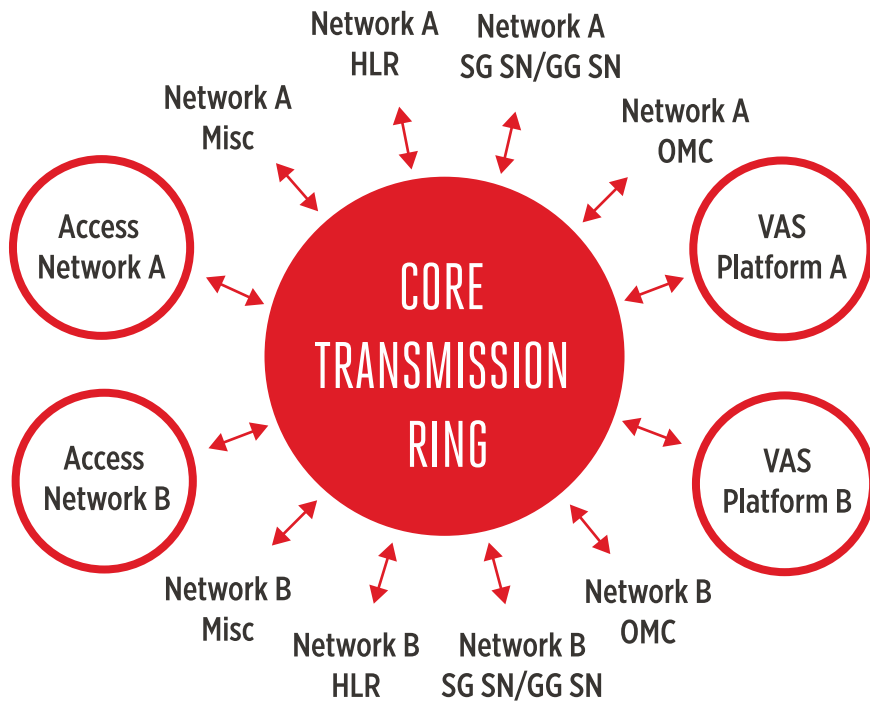 Network A
HLR
Network A
SG SN/GG SN
Network A
Misc
Network A
OMC
Access
Network A
VAS
Platform A
CORE
TRANSMISSION
RING
Access
Network B
VAS
Platform B
Network B
Misc
Network B
HLR
Network B
SG SN/GG SN
Network B
OMC